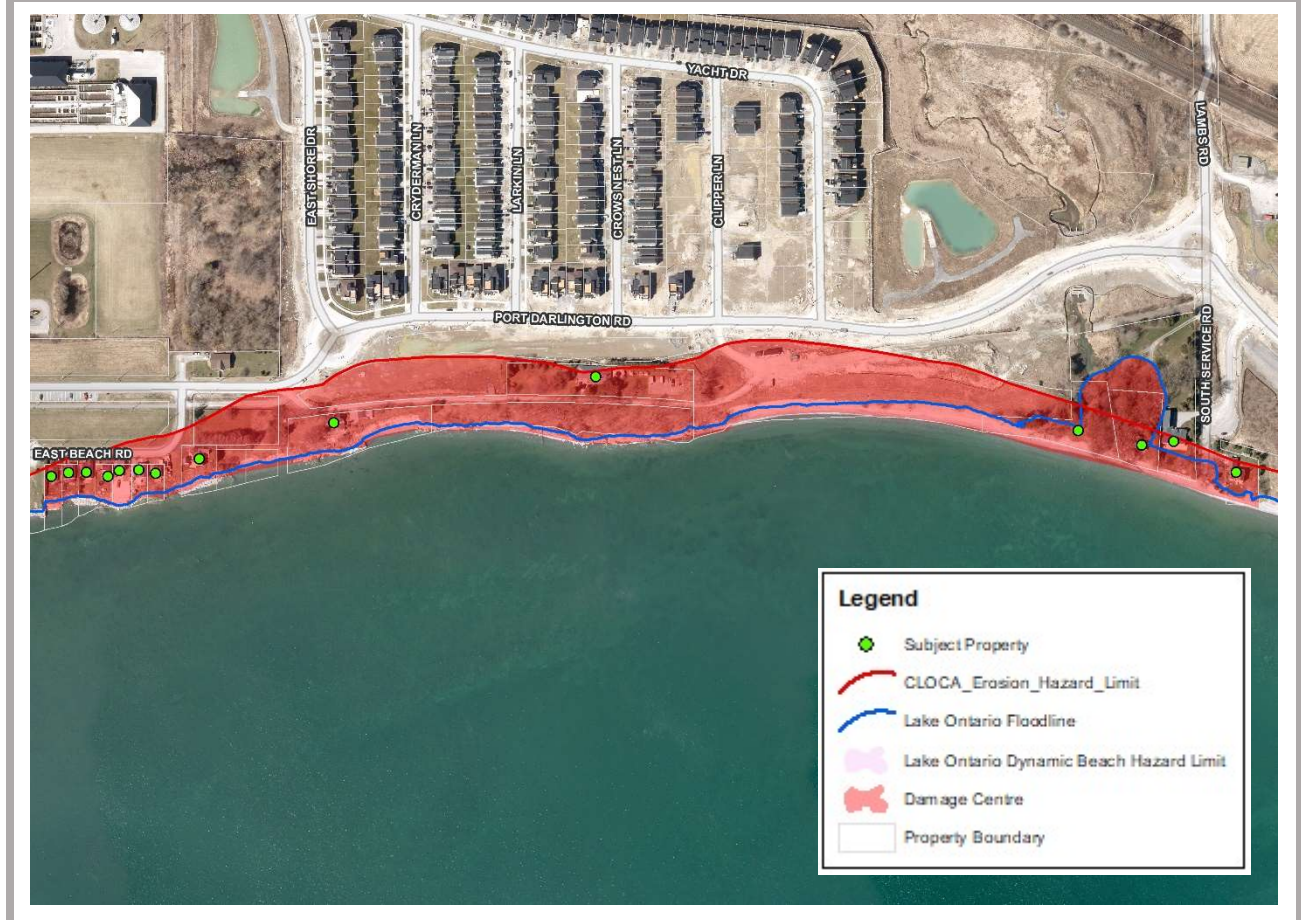 YACHT DR
EAST SHORE DR
CRYDERMAN LN
LARKIN LN
CROWS NEST LN
CLIPPER LN
LAMBS RD
PORT DARLINGTON RD
SOUTH SERVICE RD
EAST BEACH RD
Legend
Subject Property
CLOCA_Erosion_Hazard_Limit
Lake Ontario Floodline
Lake Ontario Dynamic Beach Hazard Limit
Damage Centre
Property Boundary